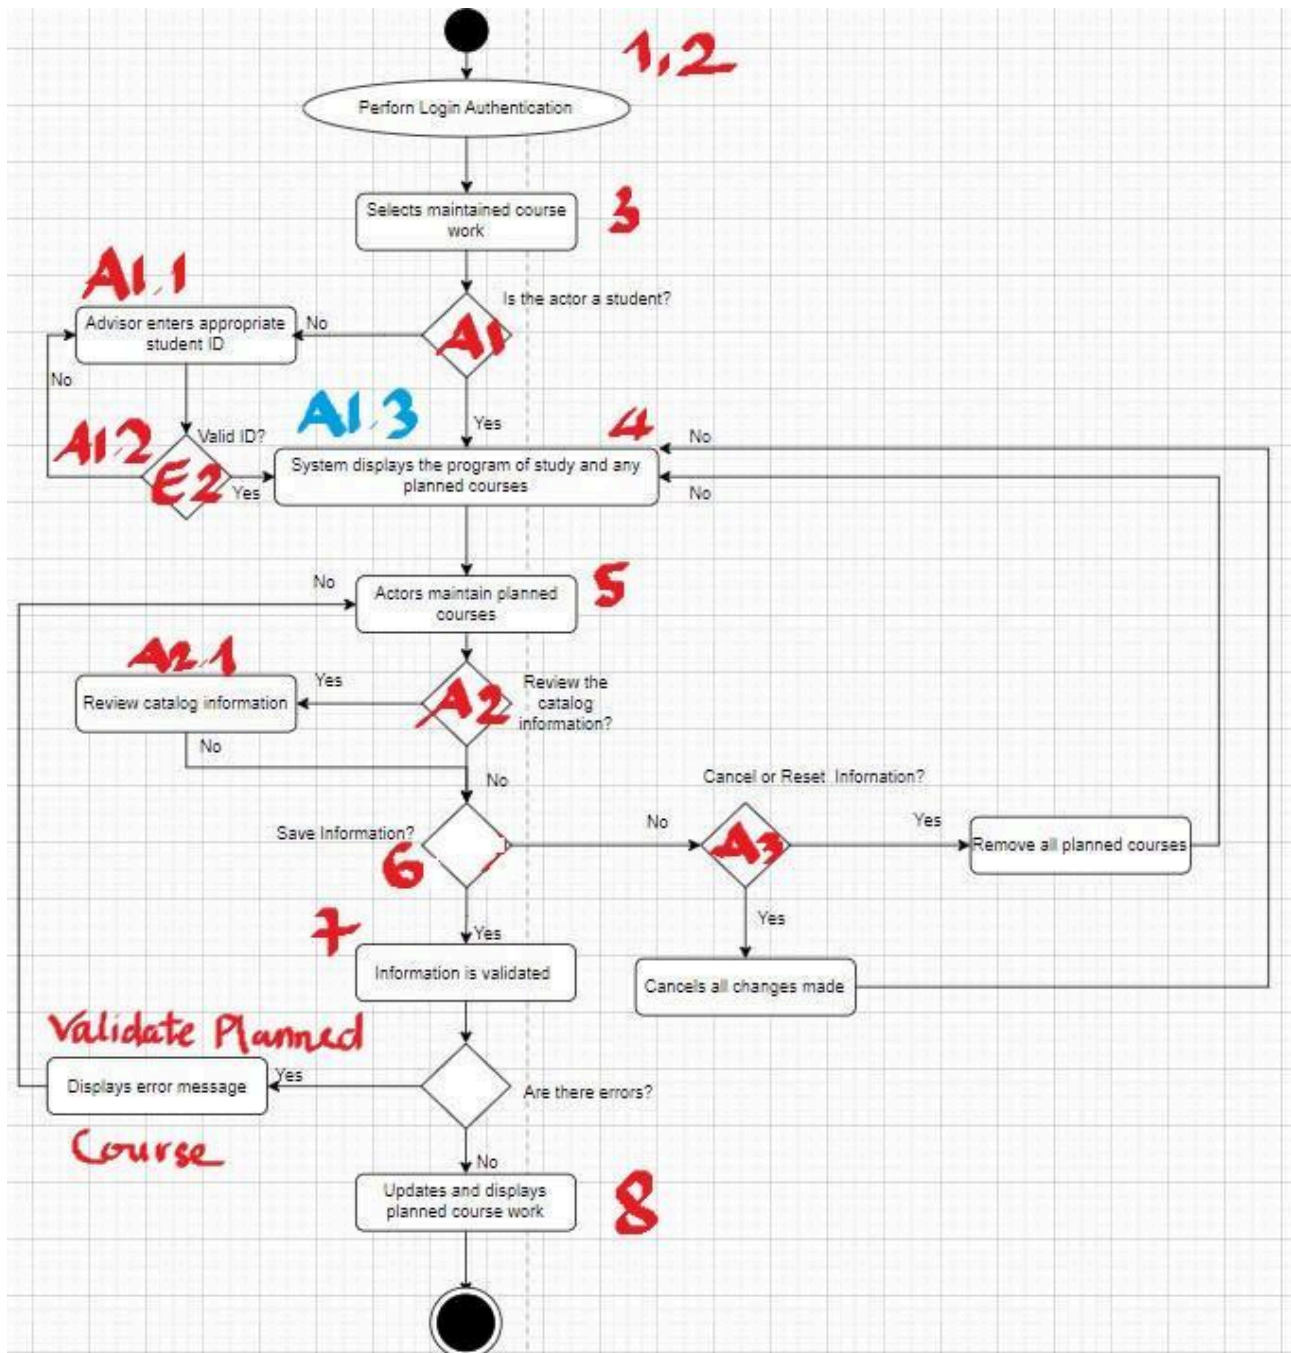 1,2
Perforn Login Authentication
Selects maintained course
work
3
A1.1
Is the actor a student?
Advisor enters appropriate
student ID
No
A1
No
A1.3
4
Yes
No
A1.2
Valid ID?
E2
Yes
System displays the program of study and any
planned courses
No
No
Actors maintain planned
courses
5
A2.1
Review catalog information
Yes
A2
Review the
catalog
information?
No
No
Cancel or Reset Infornation?
Save Information?
6
No
A3
Yes
Remove all planned courses
7
Yes
Yes
Information is validated
Cancels all changes made
Validate Planned
Displays error message
Yes
Are there errors?
Course
No
Updates and displays
planned course work
8